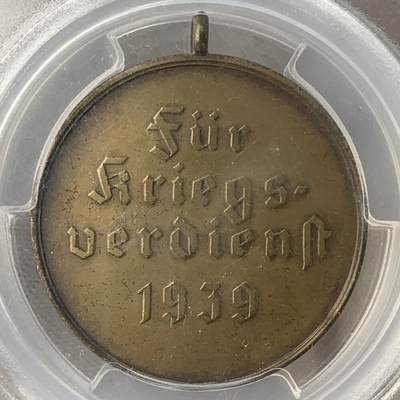 Für
Kriegs-
verdienst
1939